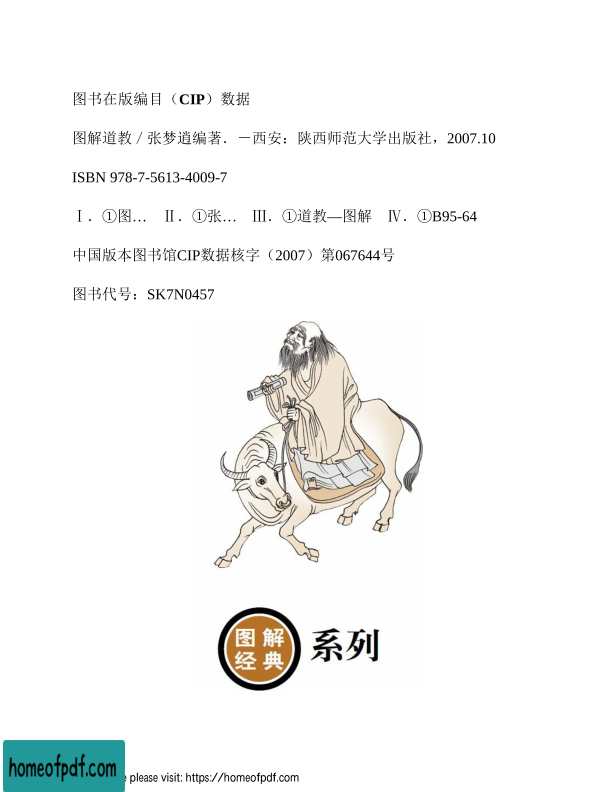 图书在版编目（CIP）数据
图解道教／张梦逍编著．－西安：陕西师范大学出版社，2007.10
ISBN 978-7-5613-4009-7
Ⅰ．①图… Ⅱ．①张… Ⅲ．①道教—图解 Ⅳ．①B95-64
中国版本图书馆CIP数据核字（2007）第067644号
图书代号：SK7N0457
图解
经典
系列
homeofpdf.com
please visit: https://homeofpdf.com